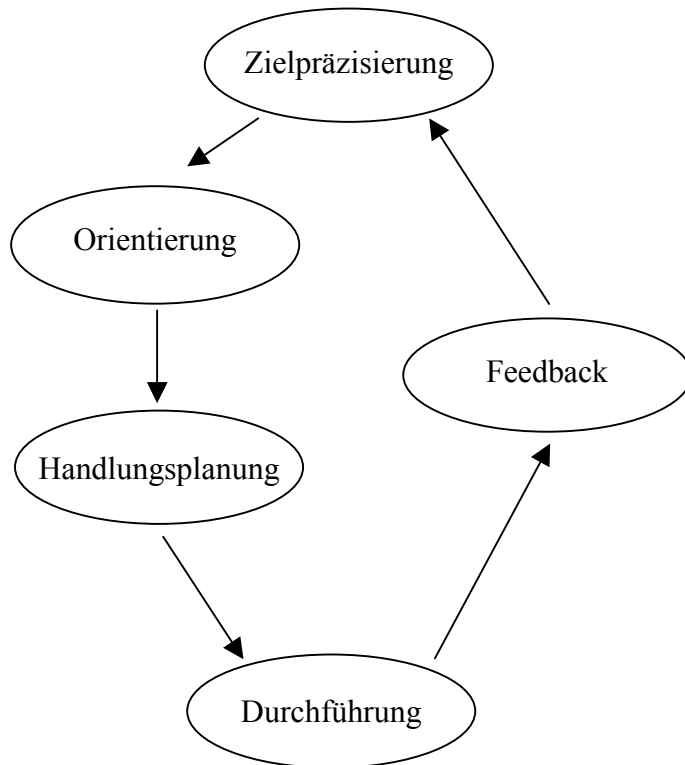 Zielpräzisierung
Orientierung
Feedback
Handlungsplanung
Durchführung